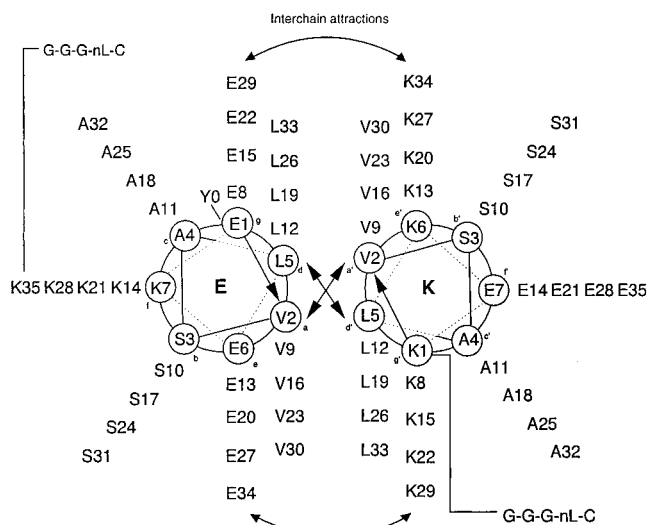 Interchain attractions
G-G-G-nL-C
E29 K34
A32 E22 L33 V30 K27 S31
A25 E15 L26 V23 K20 S24
A18 Y0 E8 L19 V16 K13 S17
A11 L12 V9 S10
c A4 E1 g e' K6 b' S3
L5 d a' V2
K35 K28 K21 K14 K7 f E K E7 f' E14 E21 E28 E35
V2 a d' L5
S3 b E6 e g' K1 A4 c'
S10 V9 L12 A11
S17 E13 V16 L19 K8 A18
S24 E20 V23 L26 K15 A25
S31 E27 V30 L33 K22 A32
E34 K29
G-G-G-nL-C